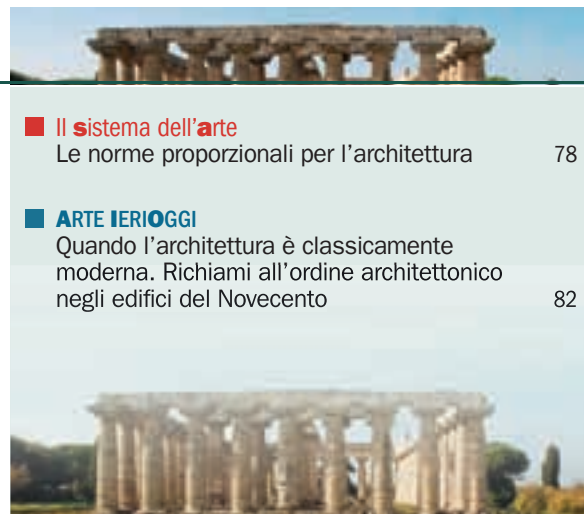 Il sistema dell'arte
Le norme proporzionali per l'architettura 78
ARTE IERIOGGI
Quando l'architettura è classicamente
moderna. Richiami all'ordine architettonico
negli edifici del Novecento 82